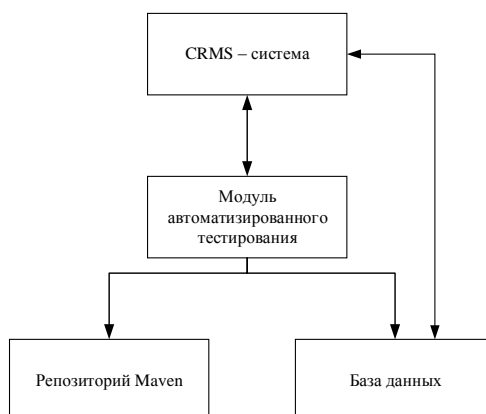 CRMS – система
Модуль
автоматизированного
тестирования
Репозиторий Maven
База данных